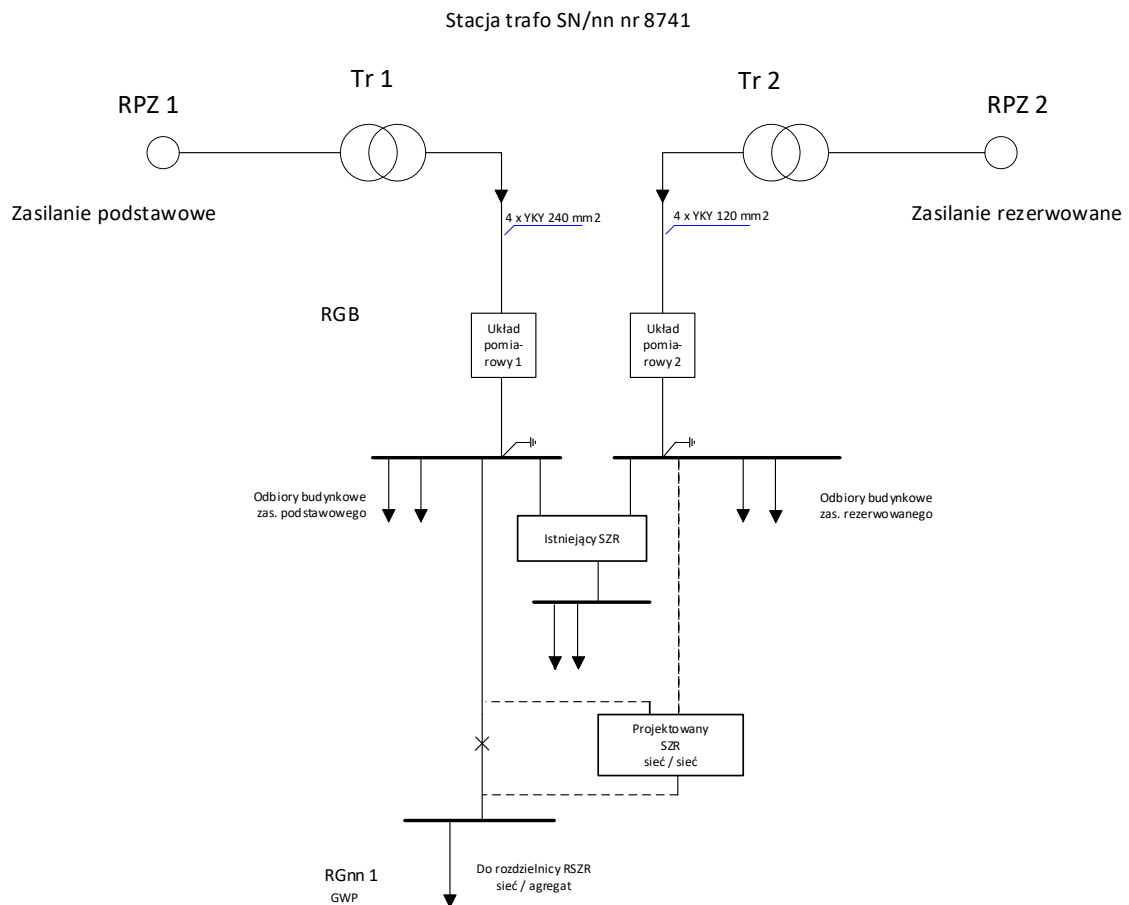 Stacja trafo SN/nn nr 8741
Tr 1
Tr 2
RPZ 1
RPZ 2
Zasilanie podstawowe
Zasilanie rezerwowane
4 x YKY 240 mm2
4 x YKY 120 mm2
RGB
Układ
pomia-
rowy 1
Układ
pomia-
rowy 2
Odbiory budynkowe
zas. podstawowego
Odbiory budynkowe
zas. rezerwowanego
Istniejący SZR
Projektowany
SZR
sieć / sieć
RGnn 1
GWP
Do rozdzielnicy RSZR
sieć / agregat